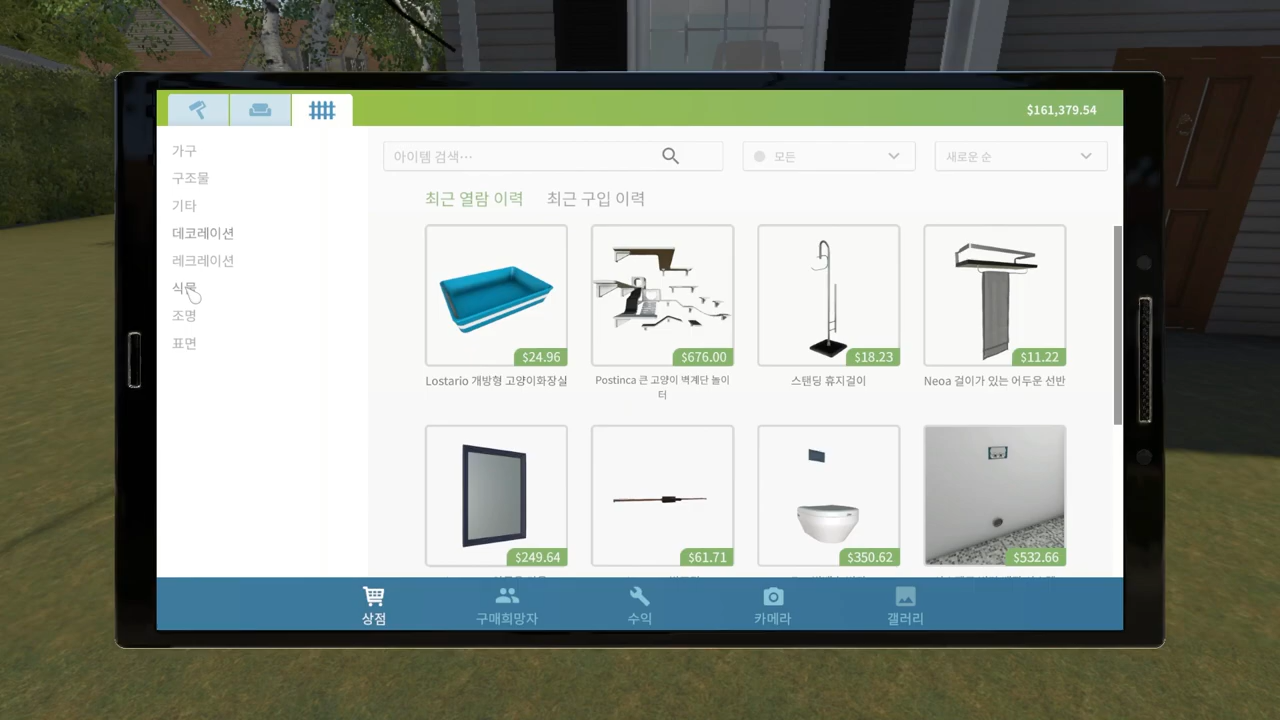 $161,379.54
가구
구조물
기타
데코레이션
레크레이션
식물
조명
표면
아이템 검색...
모든
새로운 순
최근 열람 이력
최근 구입 이력
$24.96
$676.00
$18.23
$11.22
Lostario 개방형 고양이화장실
Postinca 큰 고양이 벽계단 놀이
터
스탠딩 휴지걸이
Neoa 걸이가 있는 어두운 선반
$249.64
$61.71
$350.62
$532.66
상점
구매희망자
수익
카메라
갤러리